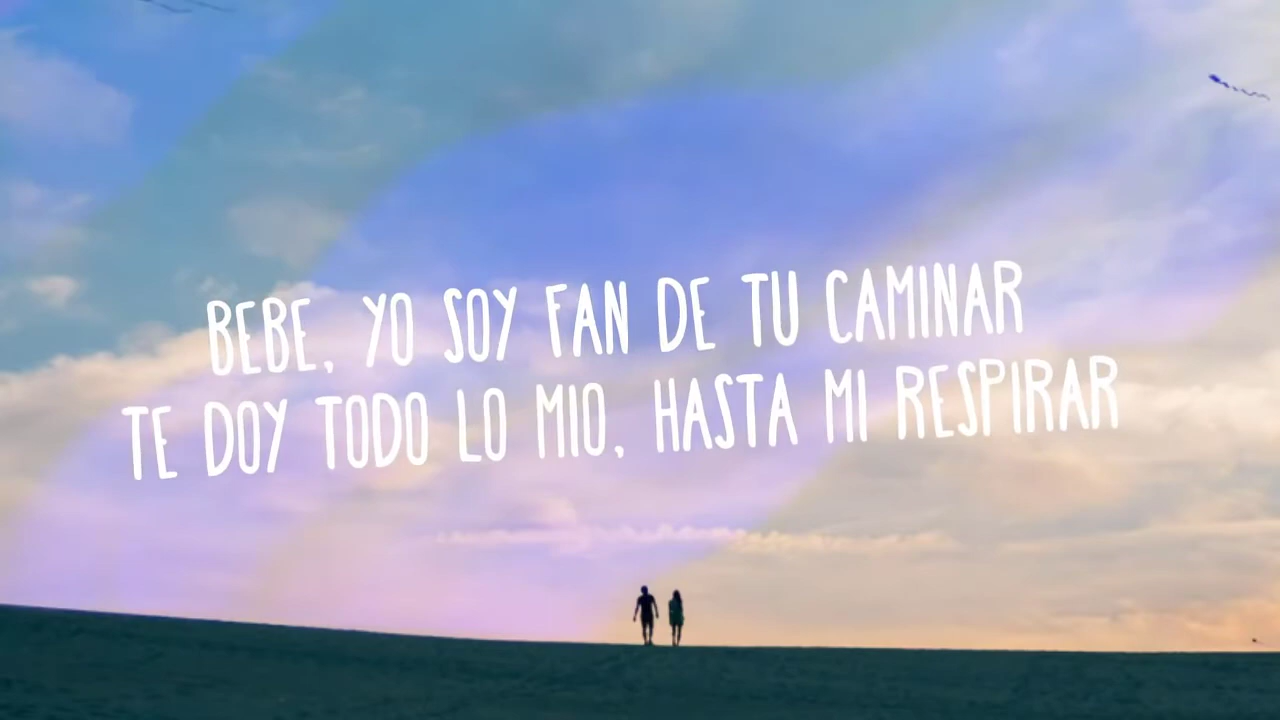 BEBE, YO SOY FAN DE TU CAMINAR
TE DOY TODO LO MIO, HASTA MI RESPIRAR